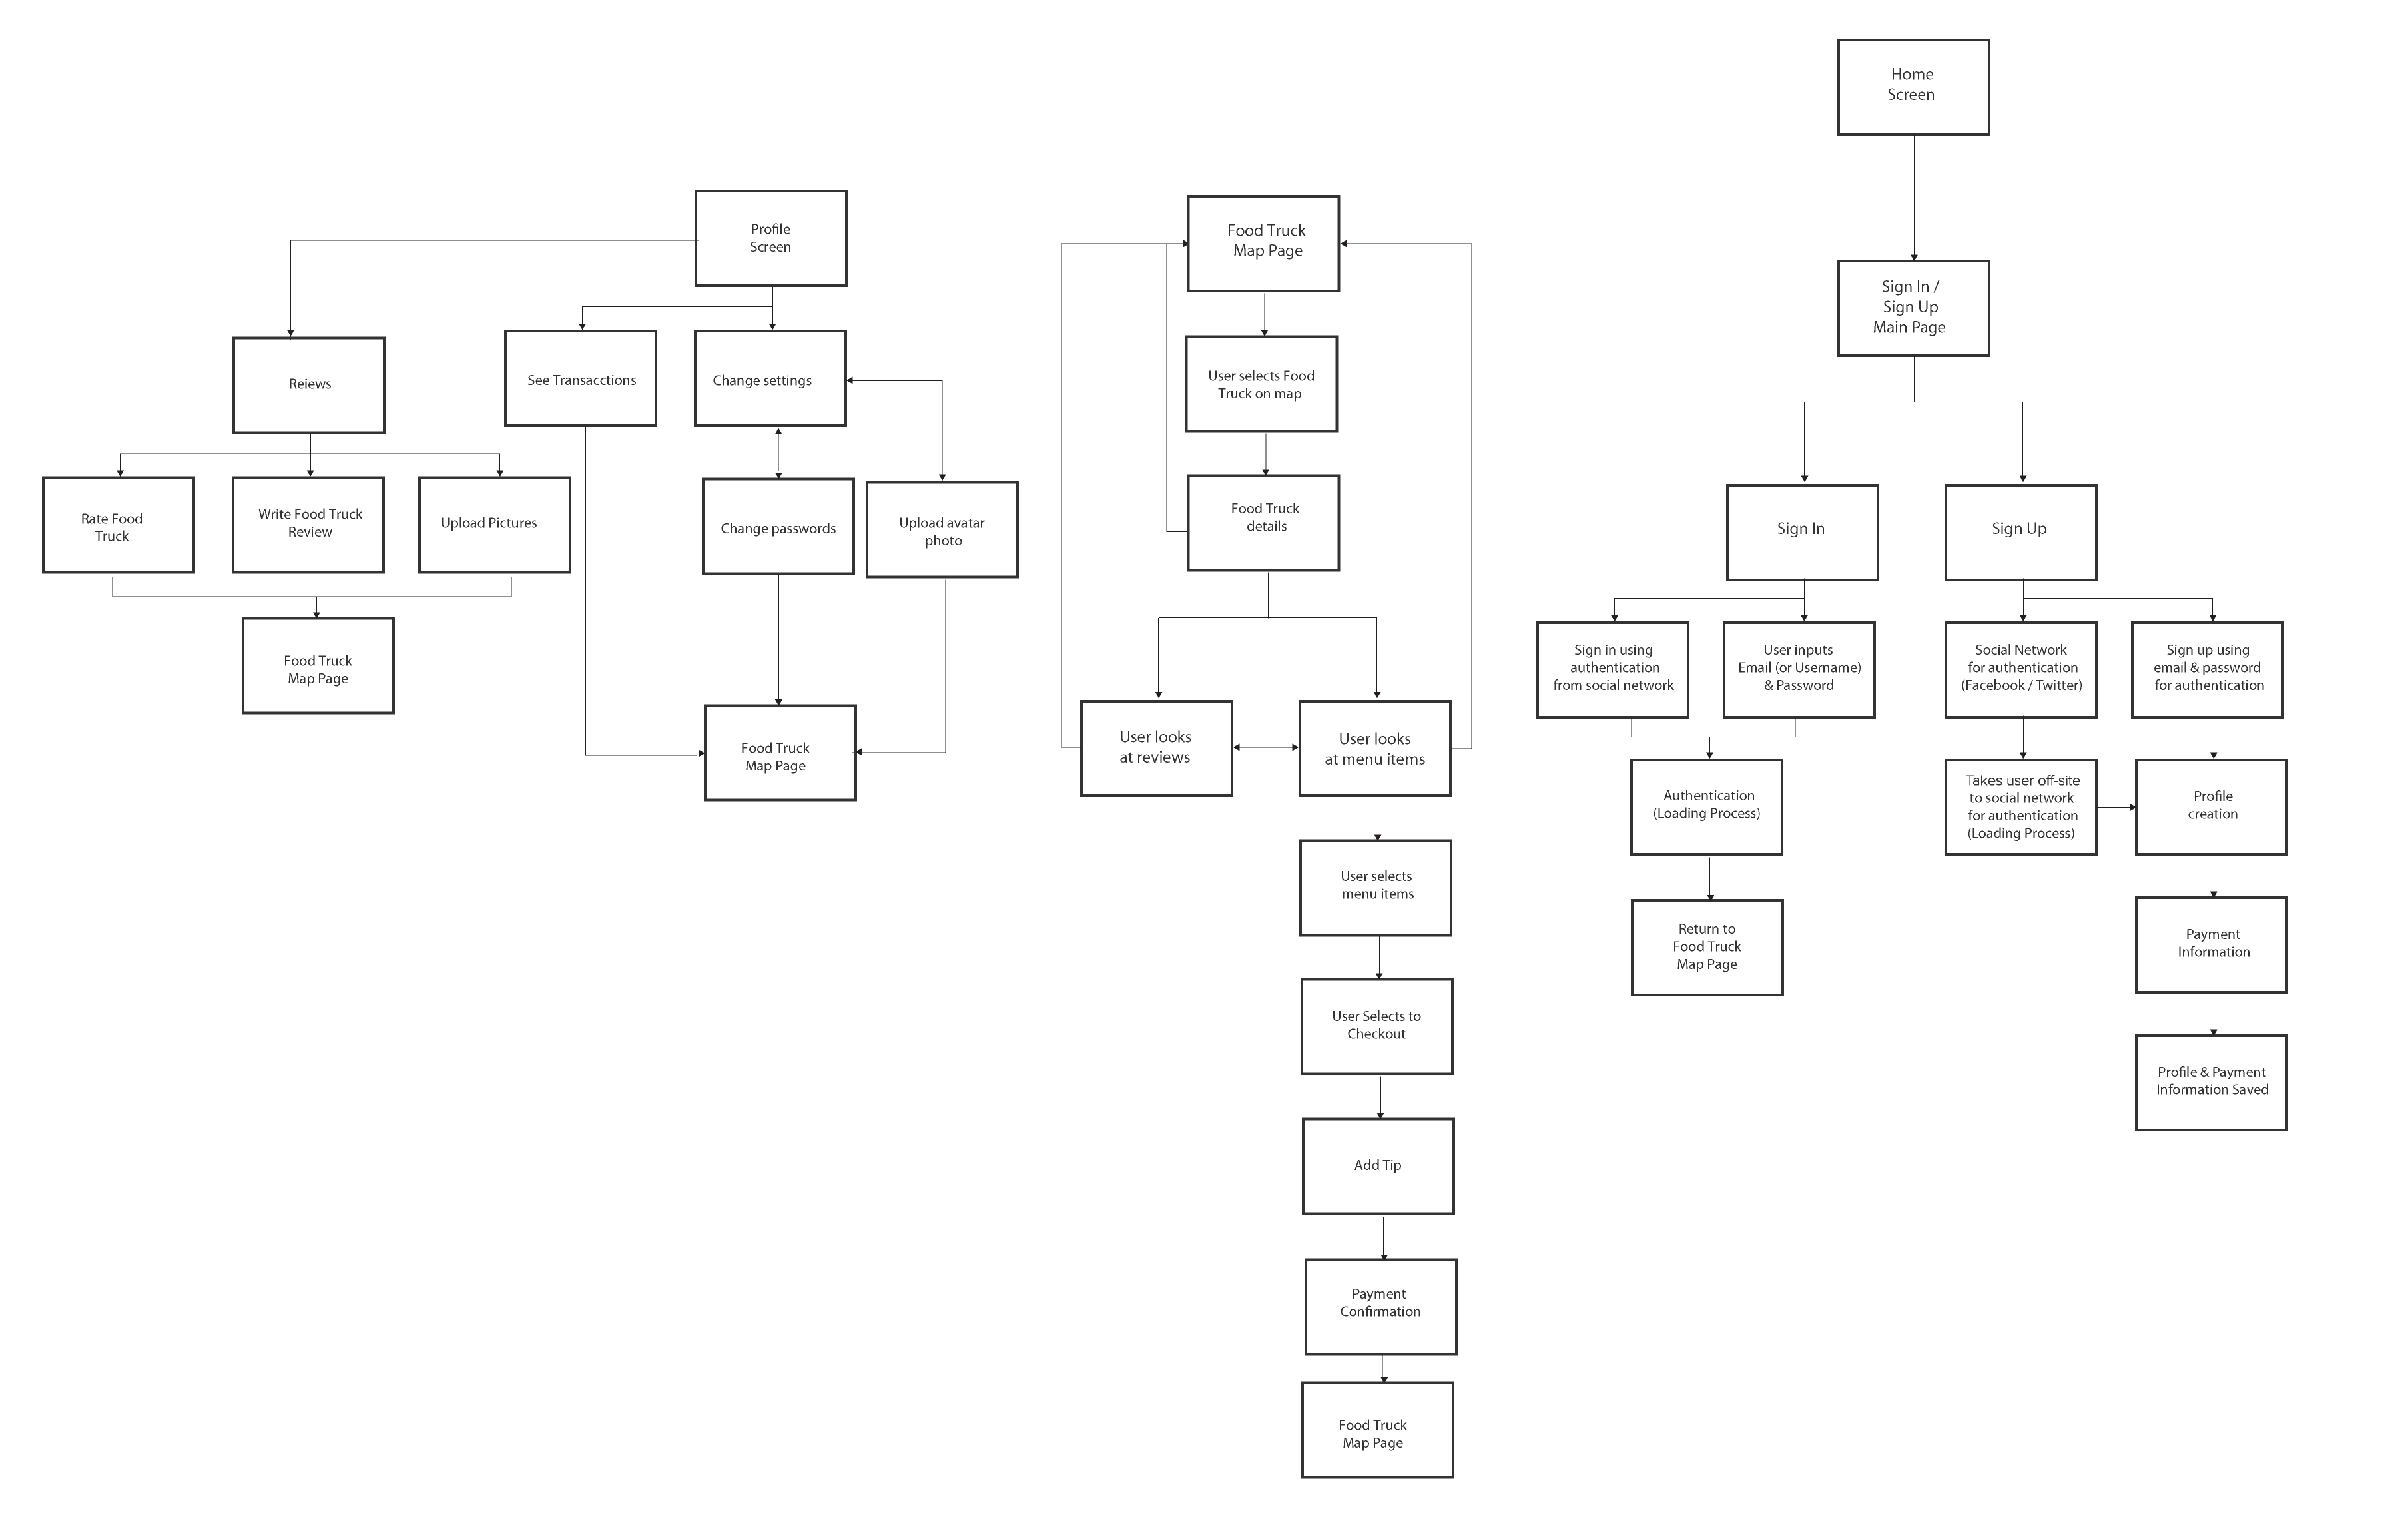 Profile
Screen
Reiews
See Transacctions
Change settings
Rate Food
Truck
Write Food Truck
Review
Upload Pictures
Change passwords
Upload avatar
photo
Food Truck
Map Page
Food Truck
Map Page
Food Truck
Map Page
User selects Food
Truck on map
Food Truck
details
User looks
at reviews
User looks
at menu items
User selects
menu items
User Selects to
Checkout
Add Tip
Payment
Confirmation
Food Truck
Map Page
Home
Screen
Sign In /
Sign Up
Main Page
Sign In
Sign Up
Sign in using
authentication
from social network
User inputs
Email (or Username)
& Password
Social Network
for authentication
(Facebook / Twitter)
Sign up using
email & password
for authentication
Authentication
(Loading Process)
Takes user off-site
to social network
for authentication
(Loading Process)
Profile
creation
Return to
Food Truck
Map Page
Payment
Information
Profile & Payment
Information Saved